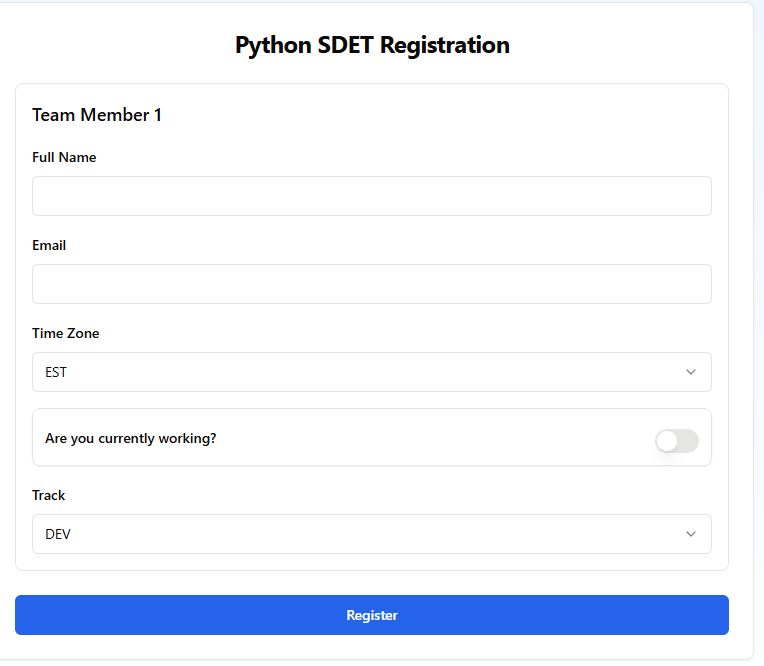 Python SDET Registration
Team Member 1
Full Name
Email
Time Zone
EST
Are you currently working?
Track
DEV
Register